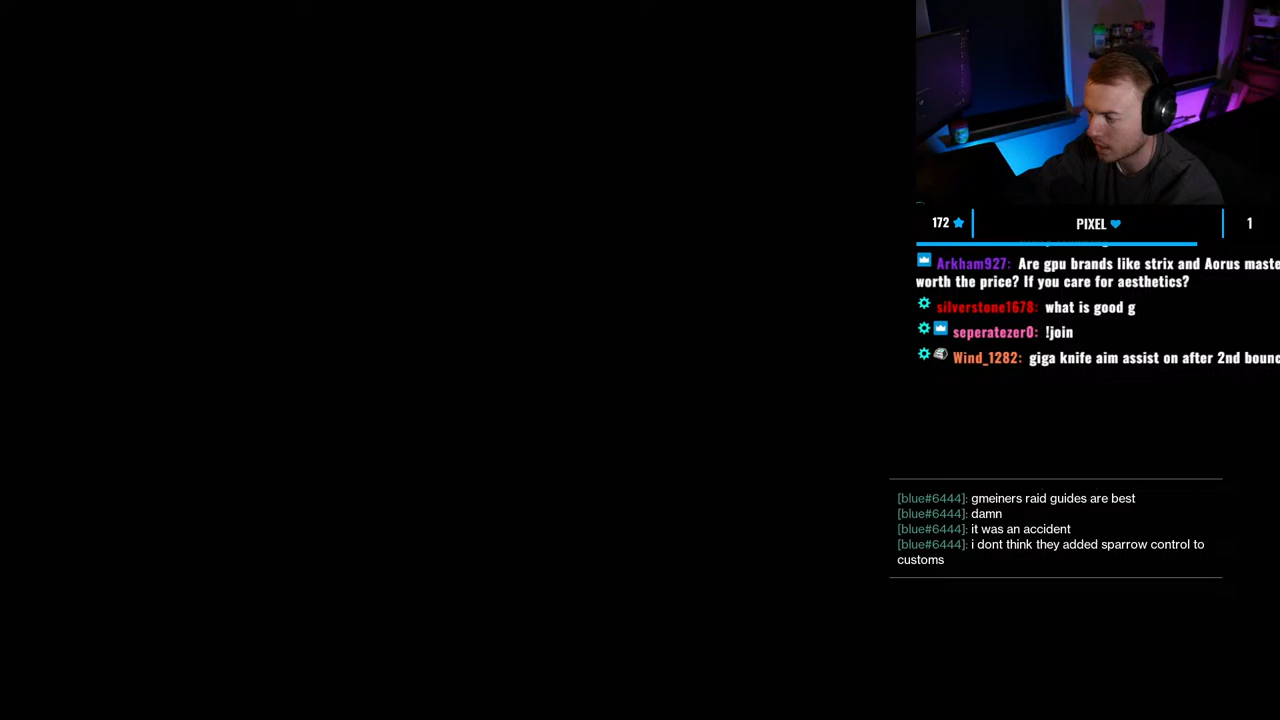 172
PIXEL
1
Arkham927: Are gpu brands like strix and Aorus maste
worth the price? If you care for aesthetics?
silverstone1678: what is good g
seperatezer0: !join
Wind_1282: giga knife aim assist on after 2nd bounc
[blue#6444]: gmeiners raid guides are best
[blue#6444]: damn
[blue#6444]: it was an accident
[blue#6444]: i dont think they added sparrow control to
customs